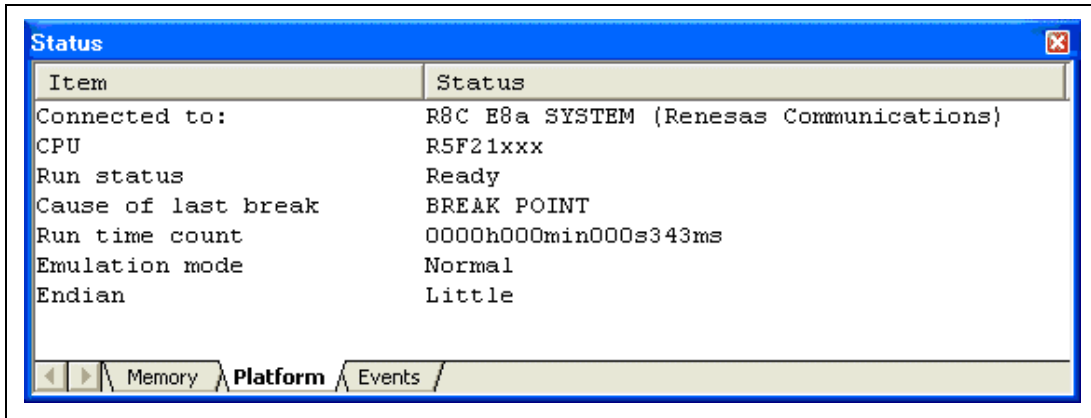 Status
Item Status
Connected to: R8C E8a SYSTEM (Renesas Communications)
CPU R5F21xxx
Run status Ready
Cause of last break BREAK POINT
Run time count 0000h000min000s343ms
Emulation mode Normal
Endian Little
Memory Platform Events